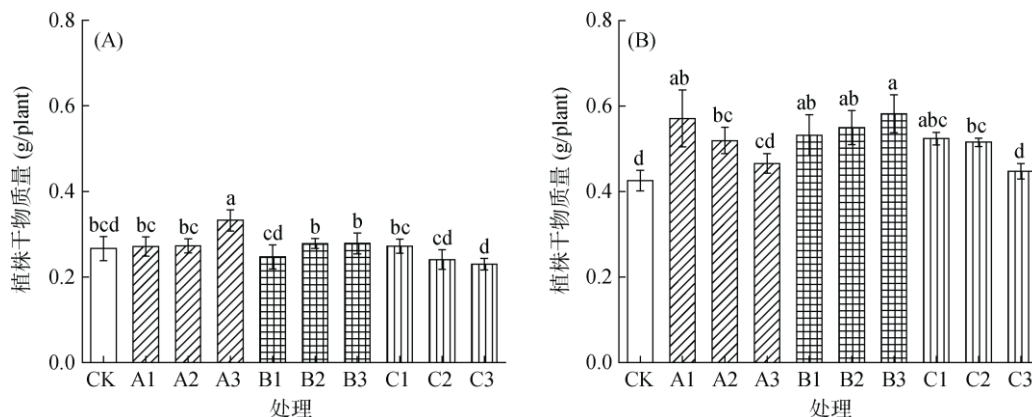 植株干物质量 (g/plant)
0.8
0.6
0.4
0.2
0.0
(A)
bcd bc bc a cd b b bc cd d
CK A1 A2 A3 B1 B2 B3 C1 C2 C3
处理
植株干物质量 (g/plant)
0.8
0.6
0.4
0.2
0.0
(B)
d ab bc cd ab ab a abc bc d
CK A1 A2 A3 B1 B2 B3 C1 C2 C3
处理